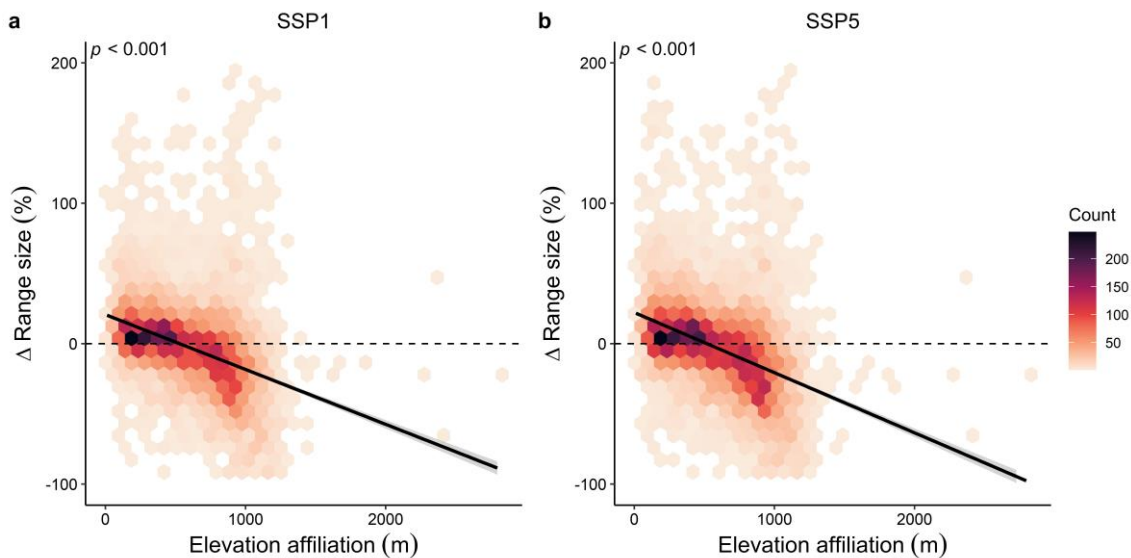 a
SSP1
p < 0.001
200
100
0
-100
Δ Range size (%)
0
1000
2000
Elevation affiliation (m)
b
SSP5
p < 0.001
200
100
0
-100
Δ Range size (%)
0
1000
2000
Elevation affiliation (m)
Count
200
150
100
50